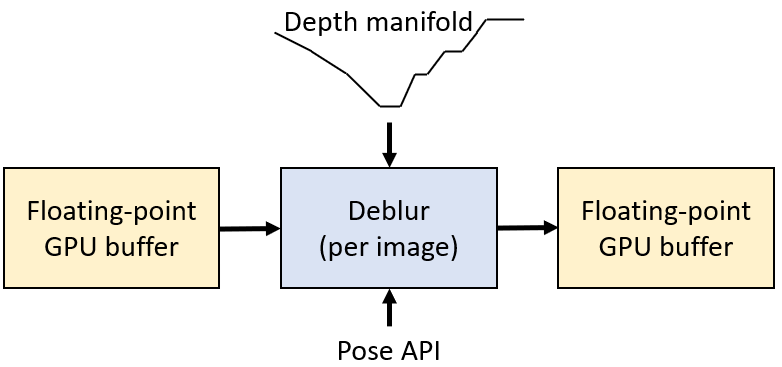 Depth manifold
Floating-point
GPU buffer
Deblur
(per image)
Floating-point
GPU buffer
Pose API